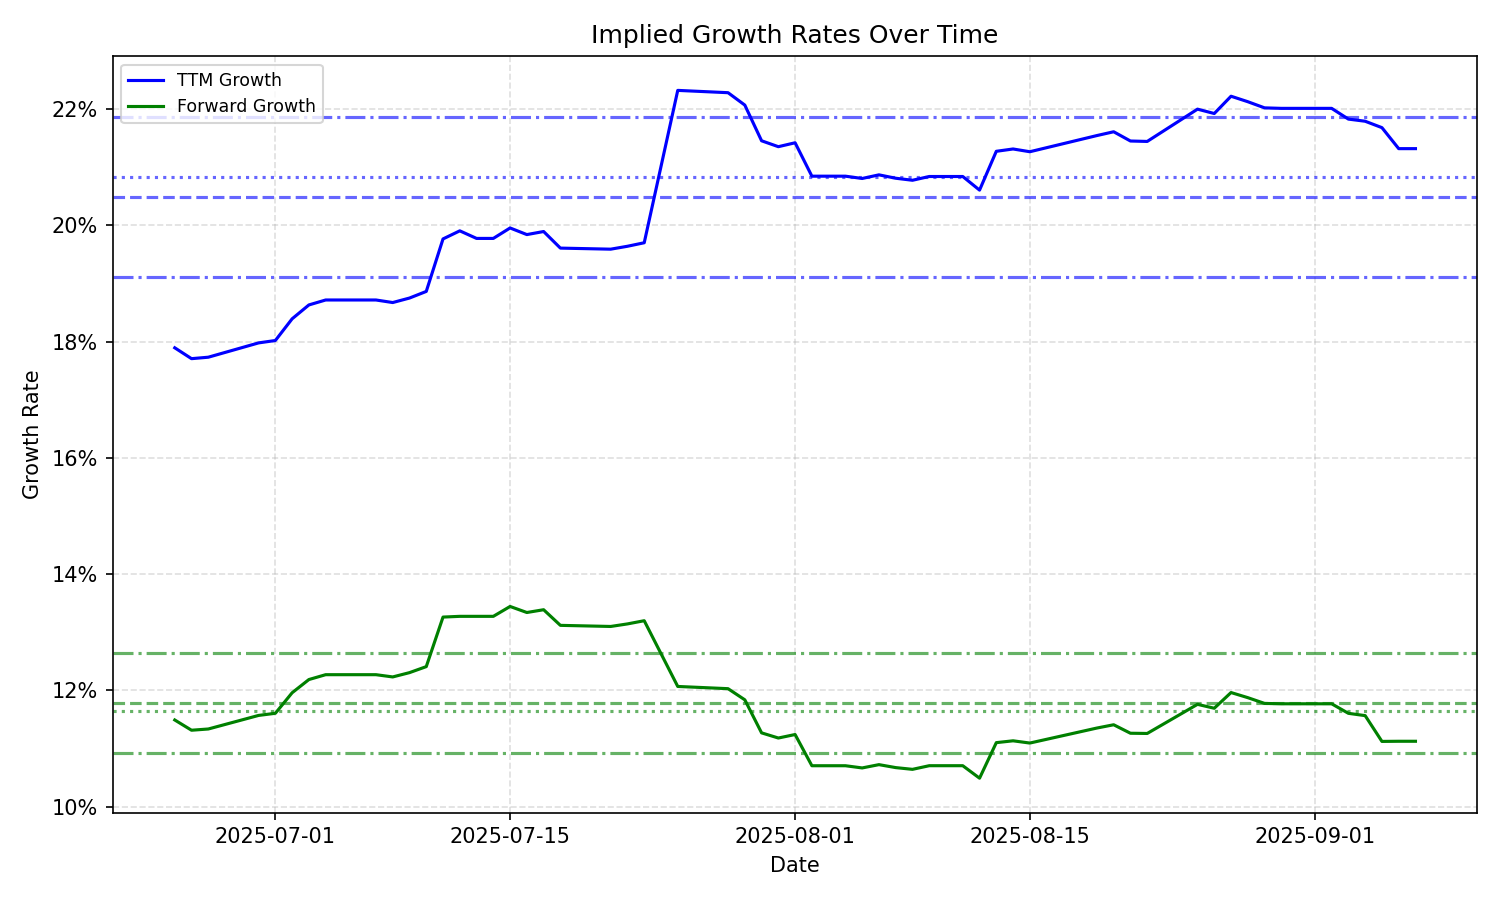 Implied Growth Rates Over Time
TTM Growth
Forward Growth
22%
20%
18%
16%
14%
12%
10%
Growth Rate
2025-07-01
2025-07-15
2025-08-01
2025-08-15
2025-09-01
Date